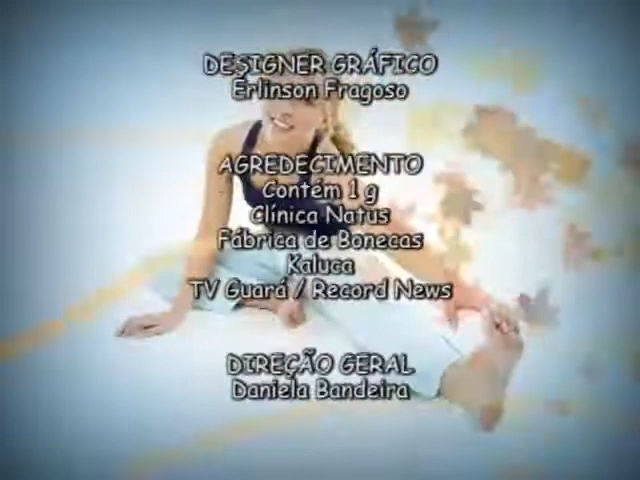 DESIGNER GRÁFICO
Erlinson Fragoso
AGREDECIMENTO
Contém 1 g
Clínica Natus
Fábrica de Bonecas
Kaluca
TV Guará / Record News
DIREÇÃO GERAL
Daniela Bandeira